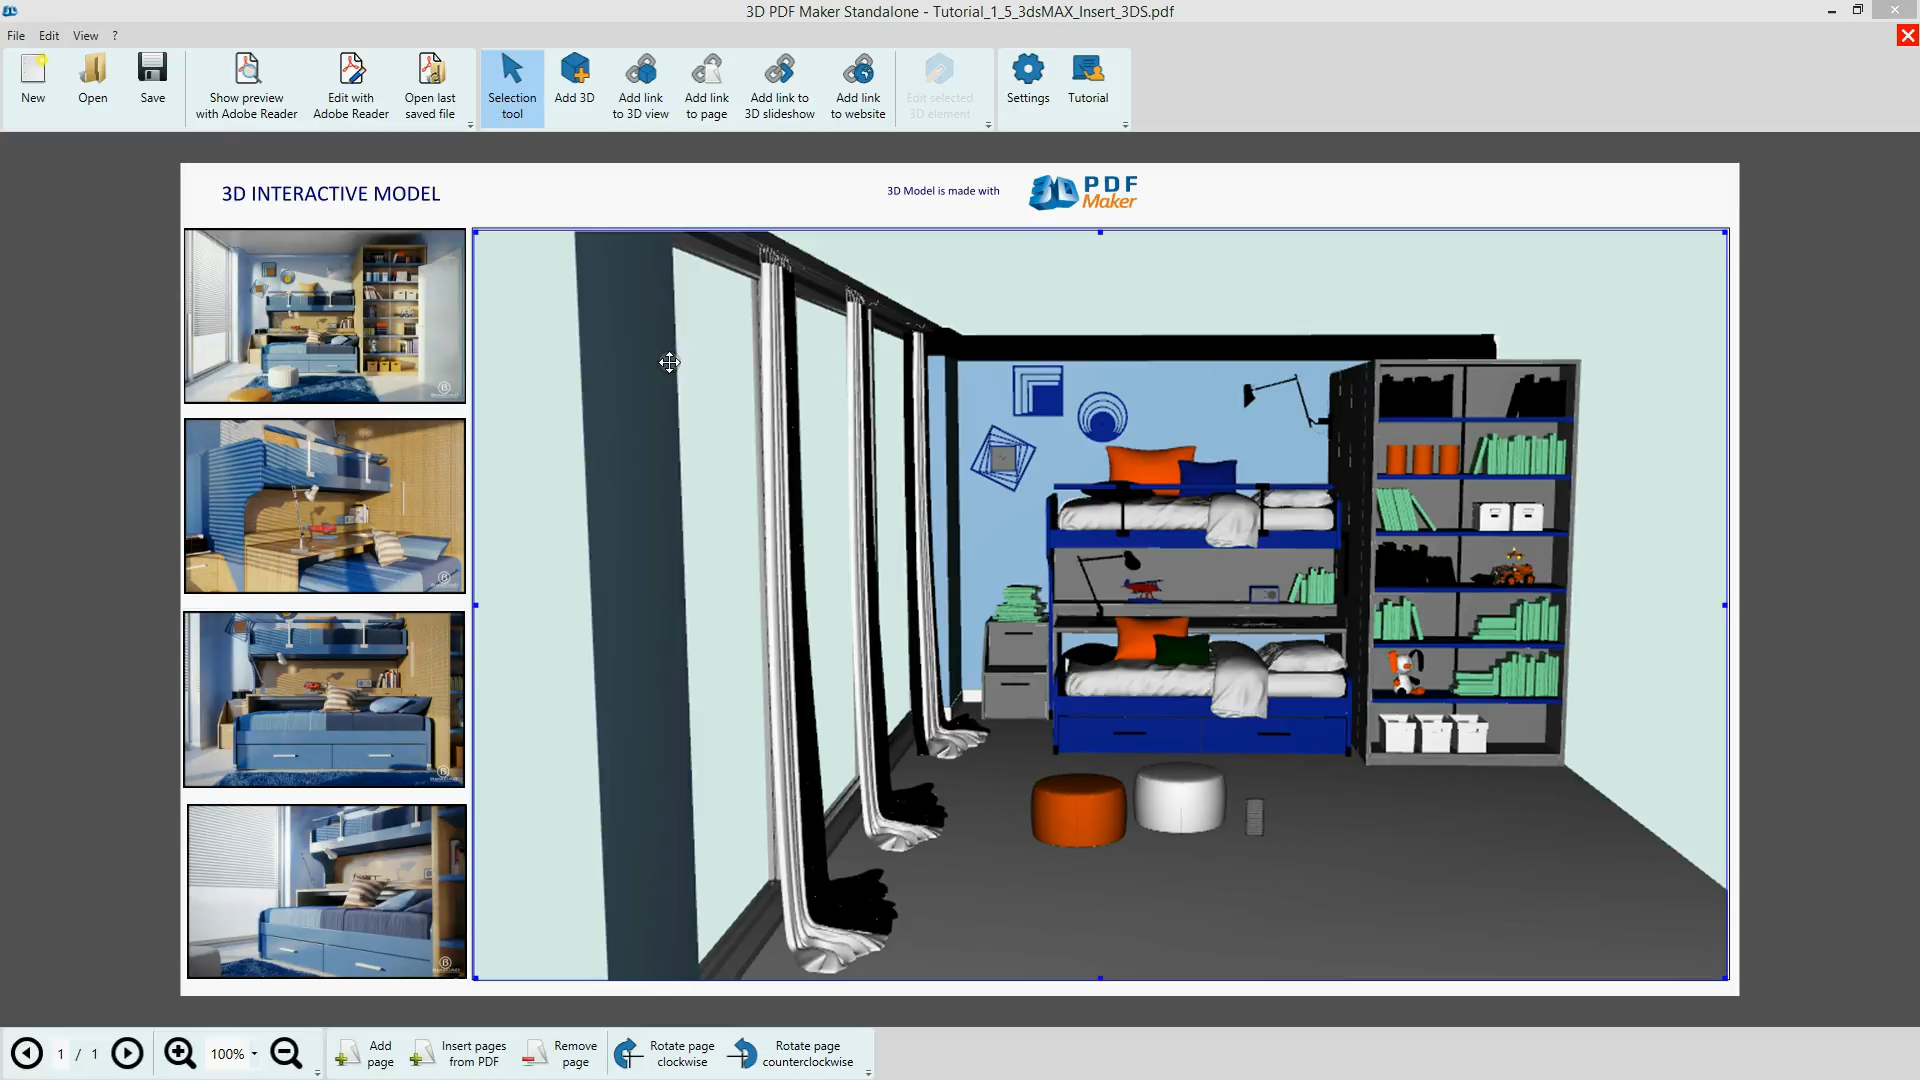 3D PDF Maker Standalone - Tutorial_1_5_3dsMAX_Insert_3DS.pdf
File Edit View ?
New Open Save Show preview with Adobe Reader Edit with Adobe Reader Open last saved file Selection tool Add 3D Add link to 3D view Add link to page Add link to 3D slideshow Add link to website Edit selected 3D element Settings Tutorial
3D INTERACTIVE MODEL
3D Model is made with
3D PDF Maker
1 / 1
100%
Add page
Insert pages from PDF
Remove page
Rotate page clockwise
Rotate page counterclockwise